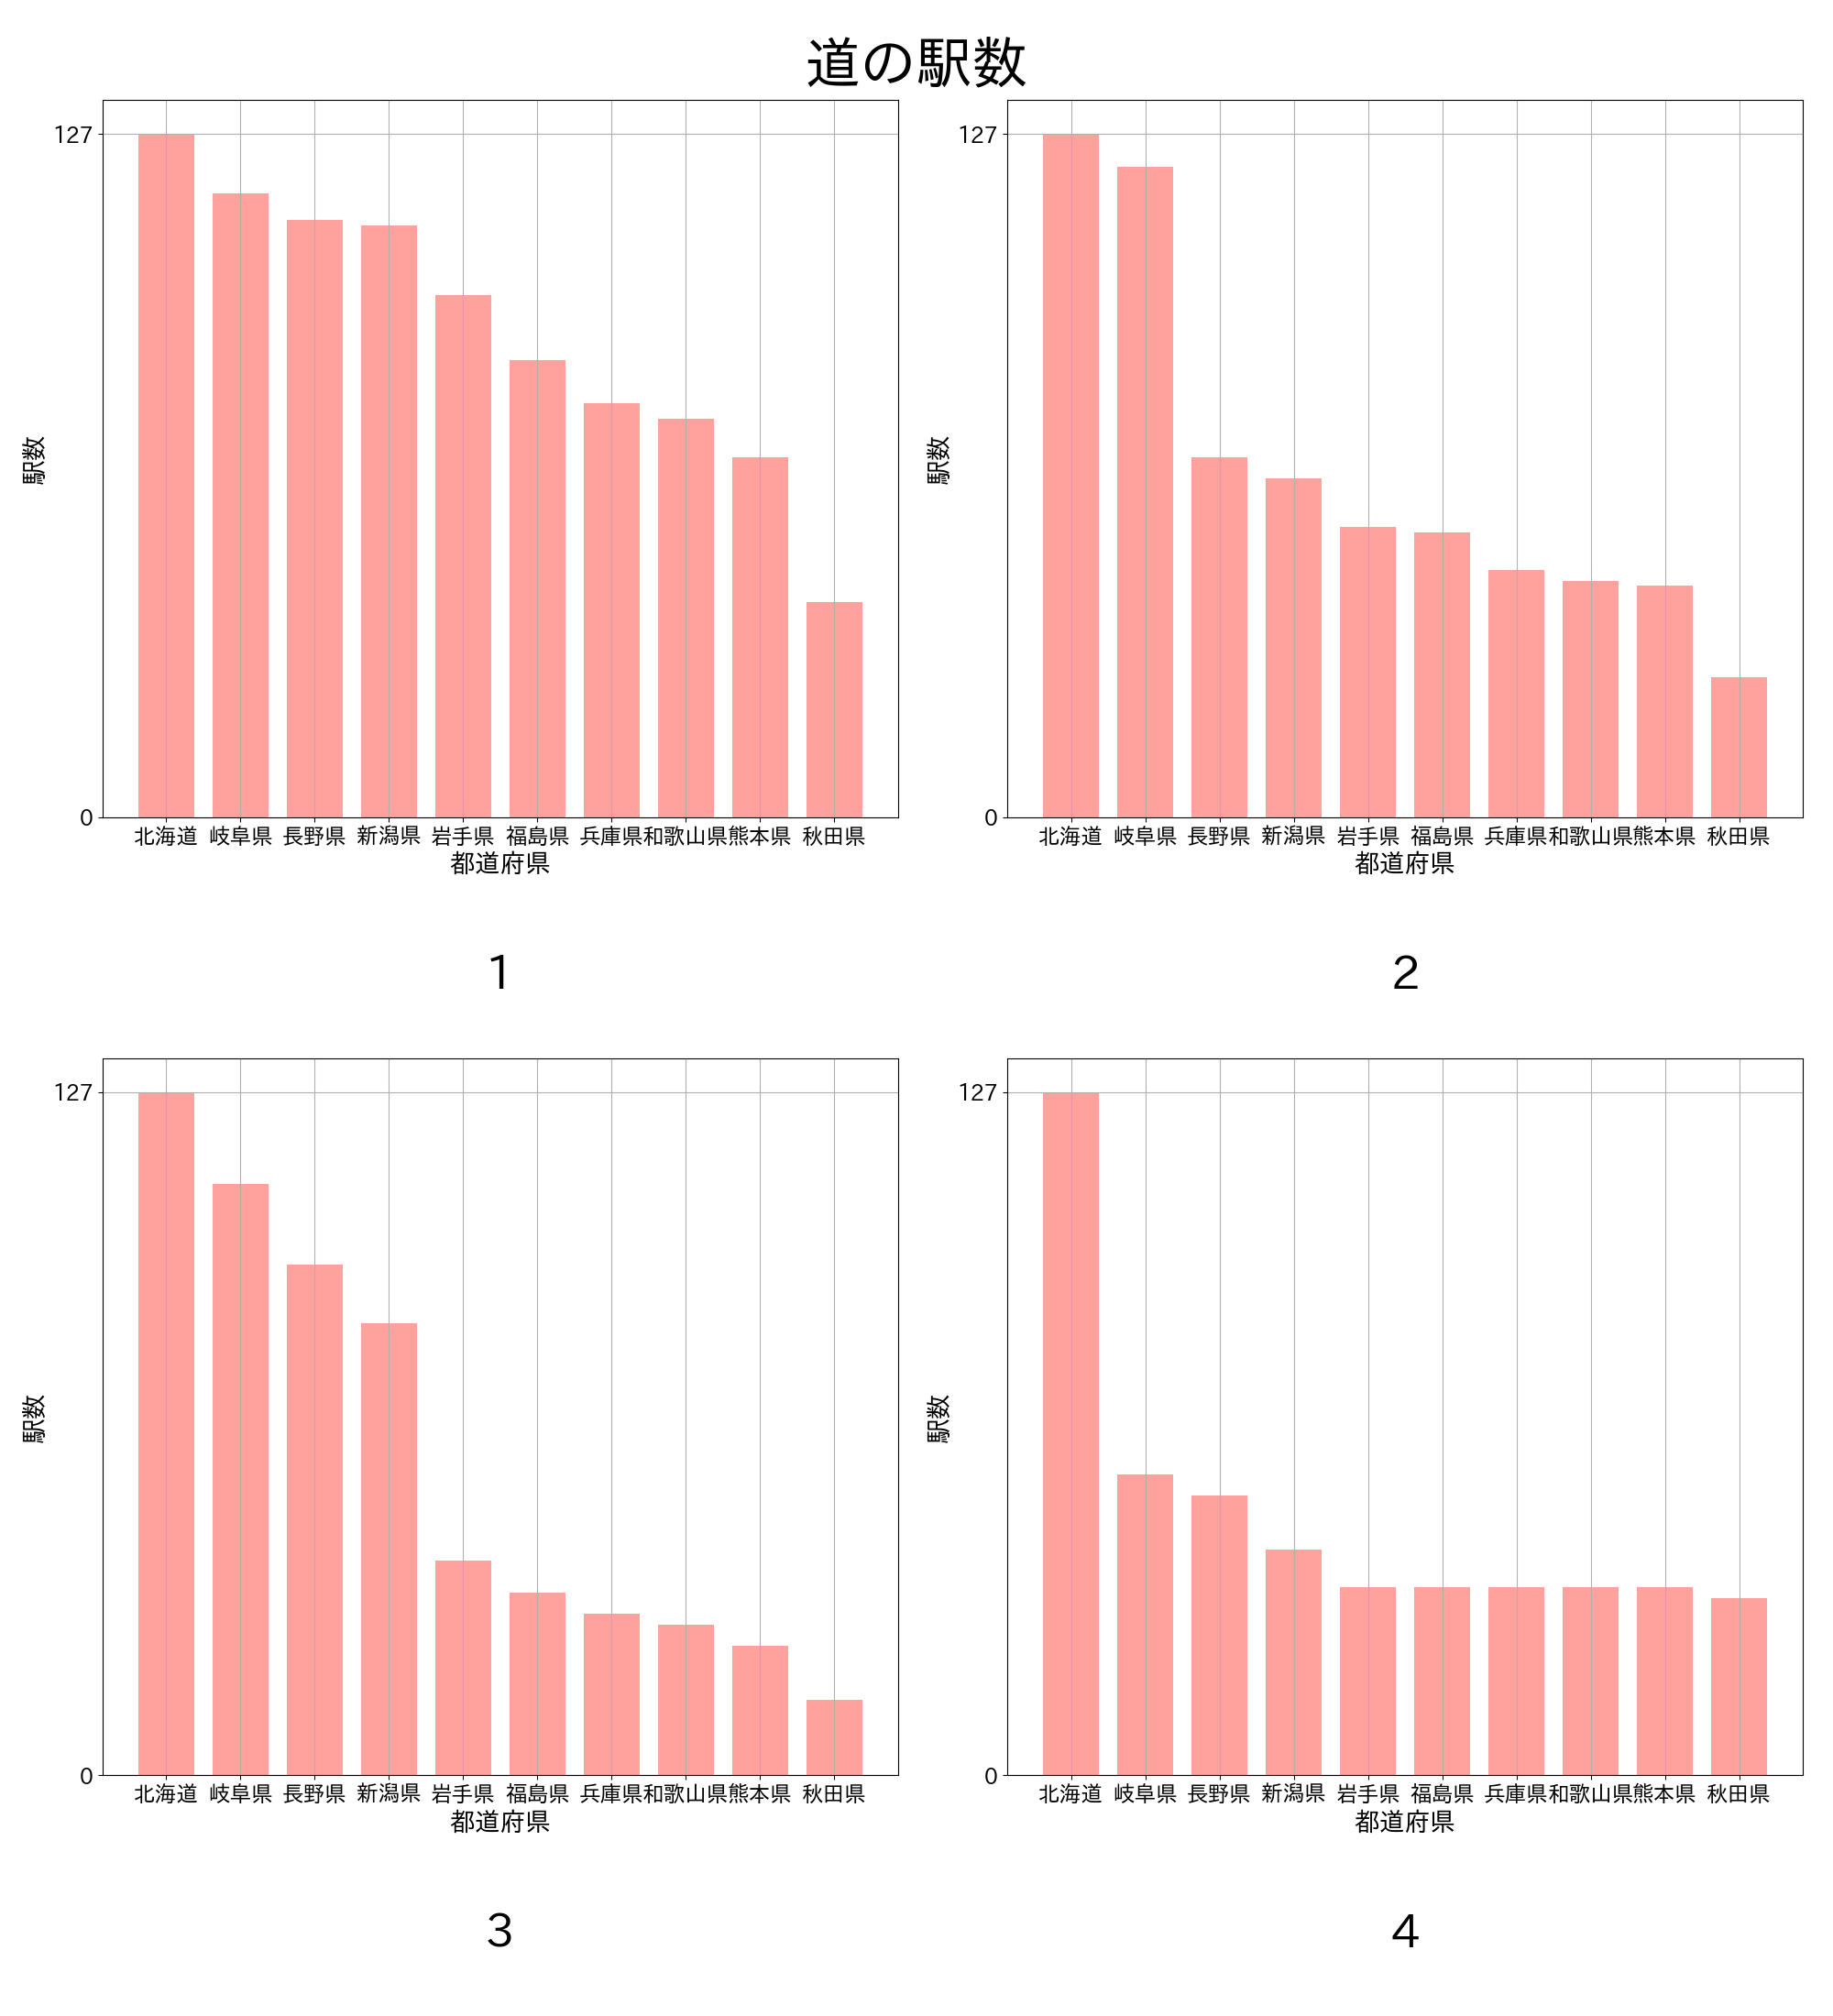 道の駅数
127
0
駅数
北海道 岐阜県 長野県 新潟県 岩手県 福島県 兵庫県 和歌山県 熊本県 秋田県
都道府県
1
127
0
駅数
北海道 岐阜県 長野県 新潟県 岩手県 福島県 兵庫県 和歌山県 熊本県 秋田県
都道府県
2
127
0
駅数
北海道 岐阜県 長野県 新潟県 岩手県 福島県 兵庫県 和歌山県 熊本県 秋田県
都道府県
3
127
0
駅数
北海道 岐阜県 長野県 新潟県 岩手県 福島県 兵庫県 和歌山県 熊本県 秋田県
都道府県
4